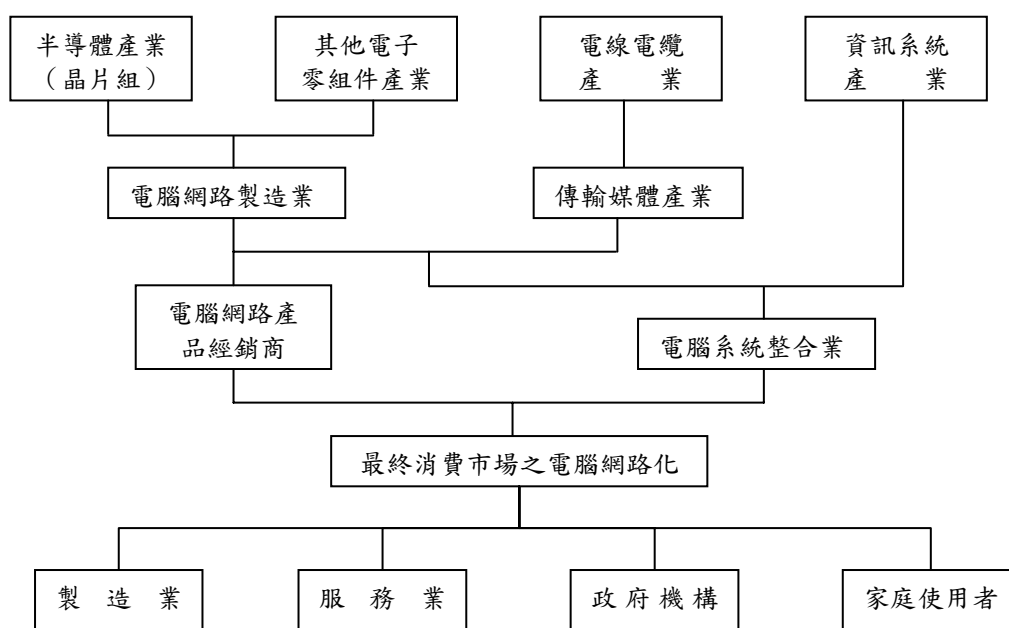 半導體產業
（晶片組）
其他電子
零組件產業
電線電纜
產業
資訊系統
產業
電腦網路製造業
傳輸媒體產業
電腦網路產
品經銷商
電腦系統整合業
最終消費市場之電腦網路化
製造業
服務業
政府機構
家庭使用者